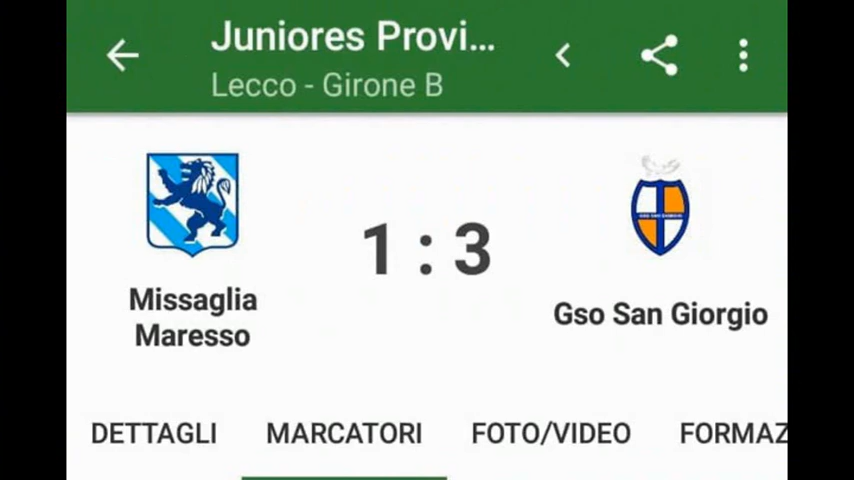 Juniores Provi...
Lecco - Girone B
1 : 3
Missaglia
Maresso
Gso San Giorgio
DETTAGLI MARCATORI FOTO/VIDEO FORMAZ